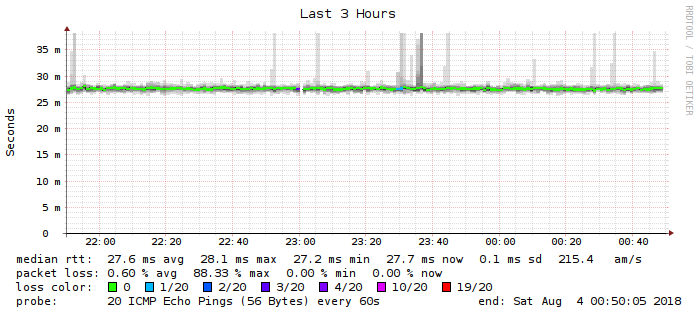 Last 3 Hours
RRDTOOL / TOBI OETIKER
Seconds
35 m
30 m
25 m
20 m
15 m
10 m
5 m
0
22:00 22:20 22:40 23:00 23:20 23:40 00:00 00:20 00:40
median rtt: 27.6 ms avg 28.1 ms max 27.2 ms min 27.7 ms now 0.1 ms sd 215.4 am/s
packet loss: 0.60 % avg 88.33 % max 0.00 % min 0.00 % now
loss color: 0 1/20 2/20 3/20 4/20 10/20 19/20
probe: 20 ICMP Echo Pings (56 Bytes) every 60s end: Sat Aug 4 00:50:05 2018